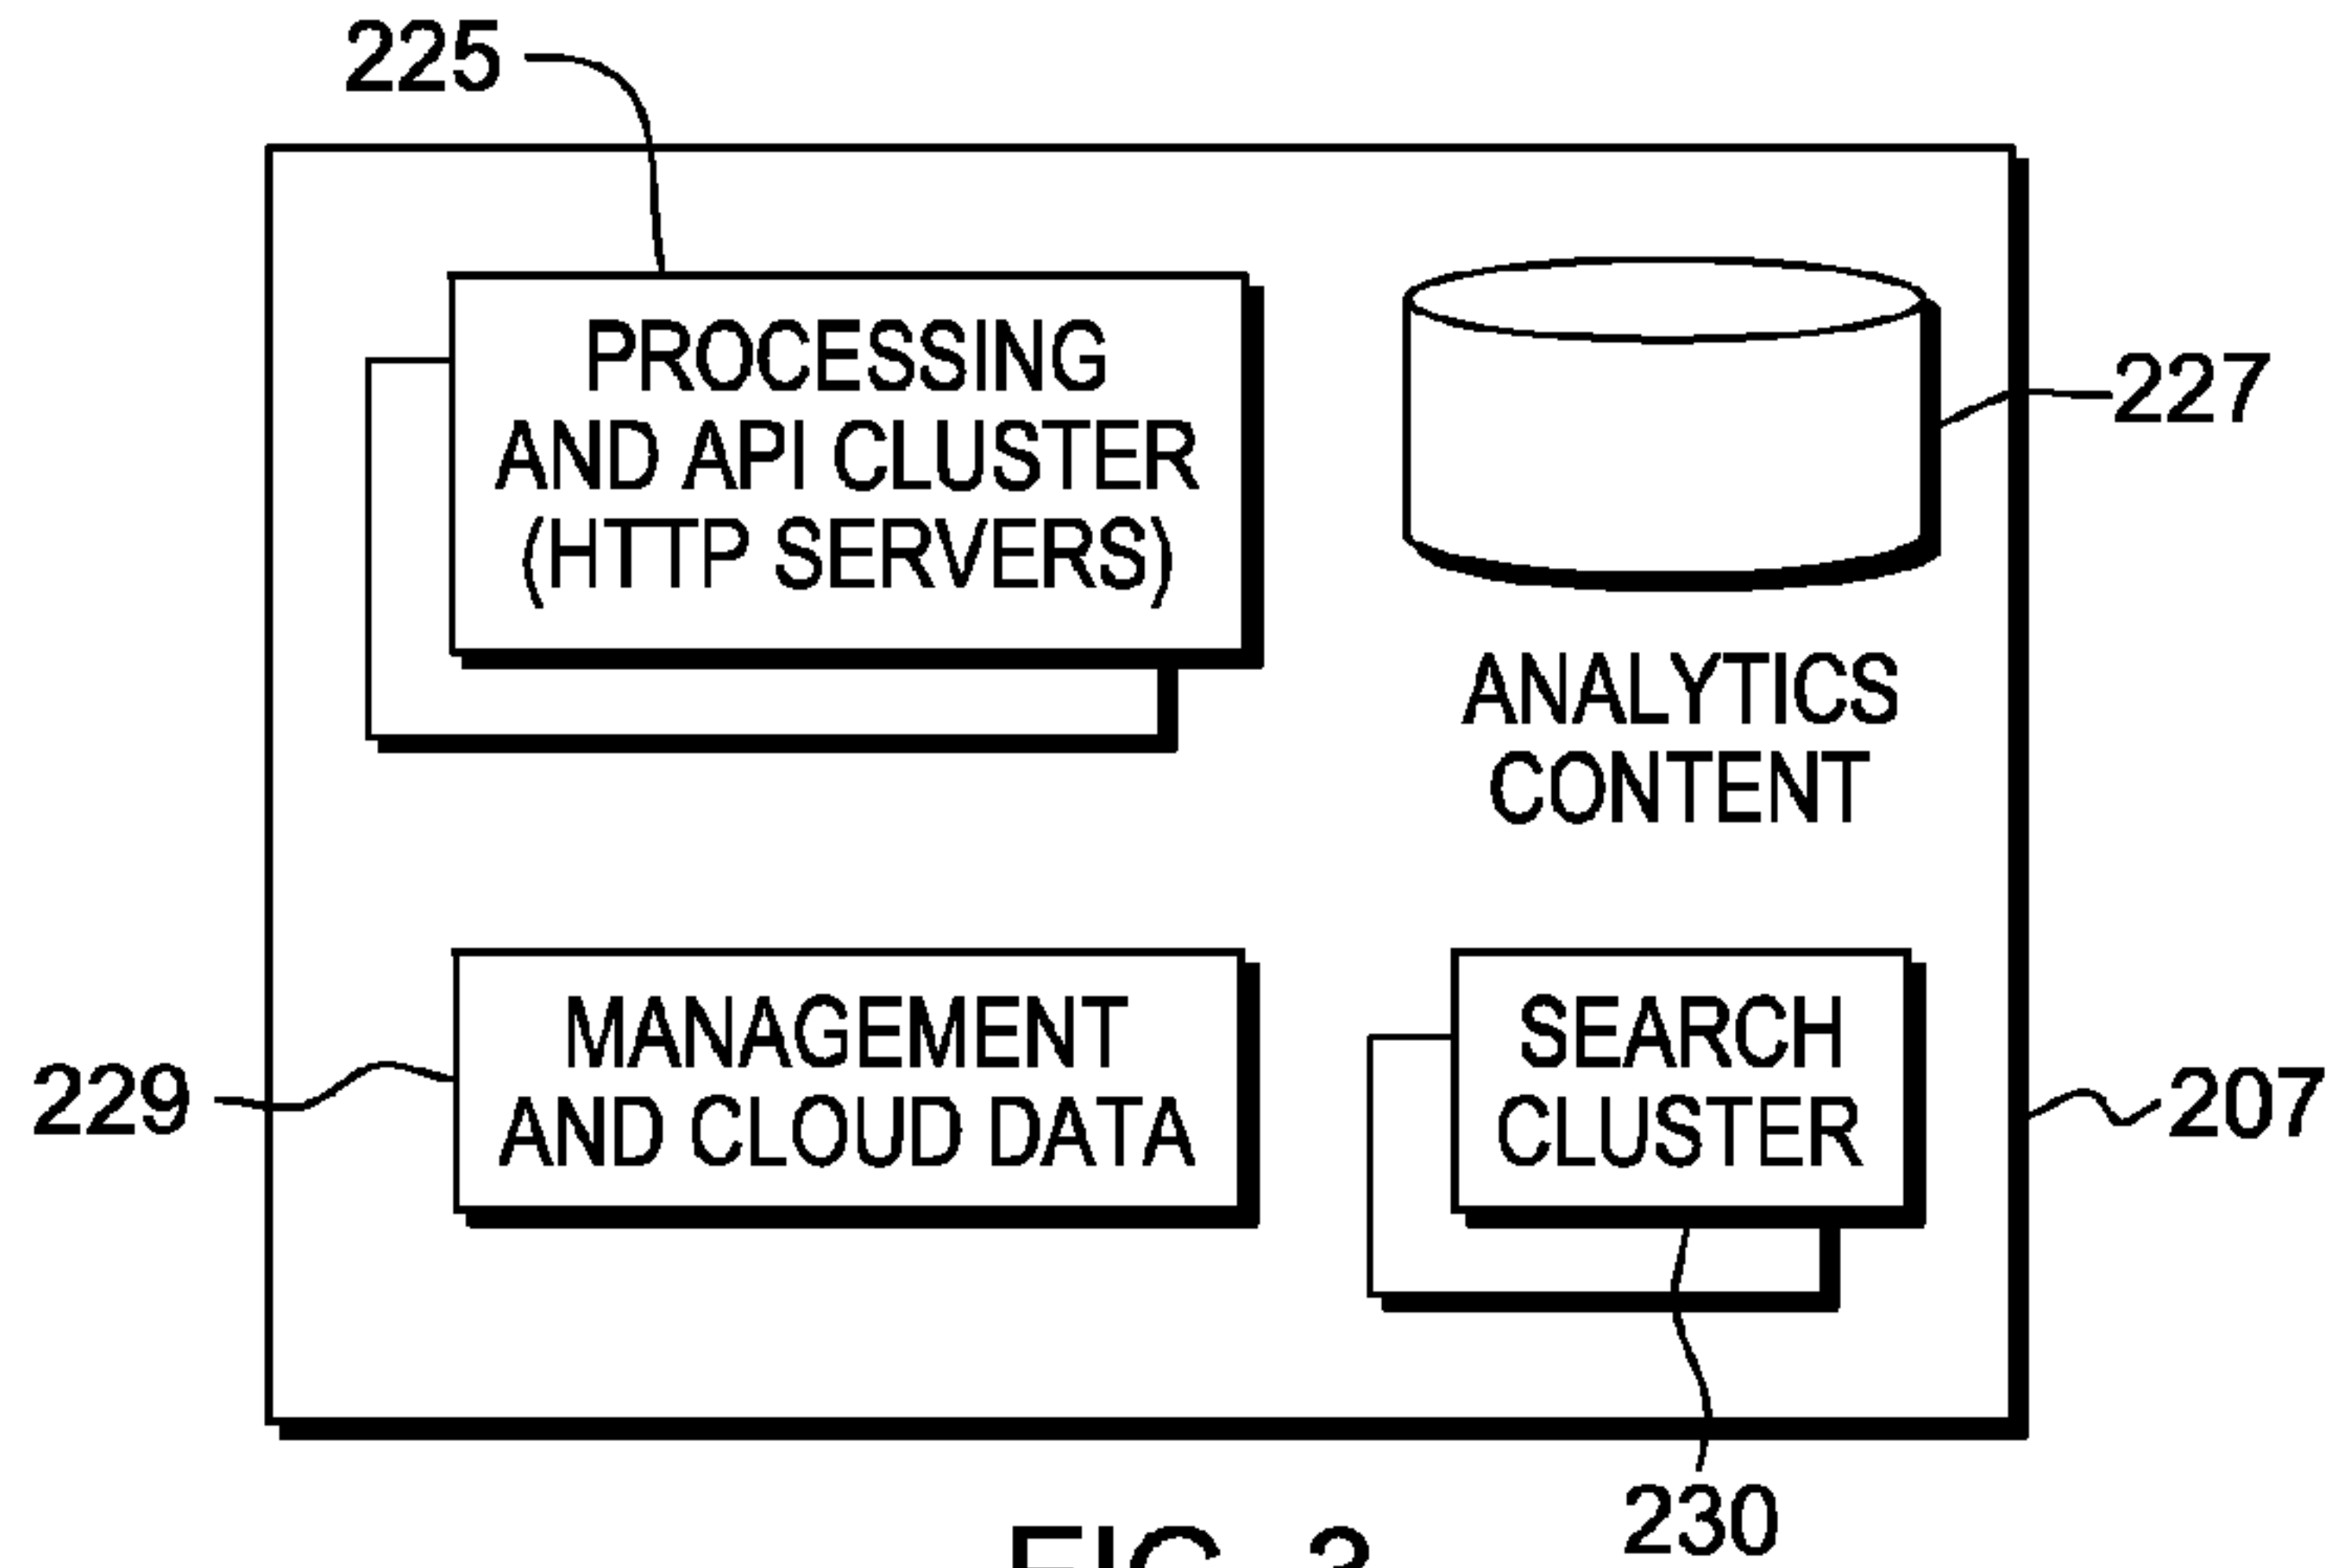 225
PROCESSING
AND API CLUSTER
(HTTP SERVERS)
227
ANALYTICS
CONTENT
MANAGEMENT
AND CLOUD DATA
229
SEARCH
CLUSTER
207
230
FIG.